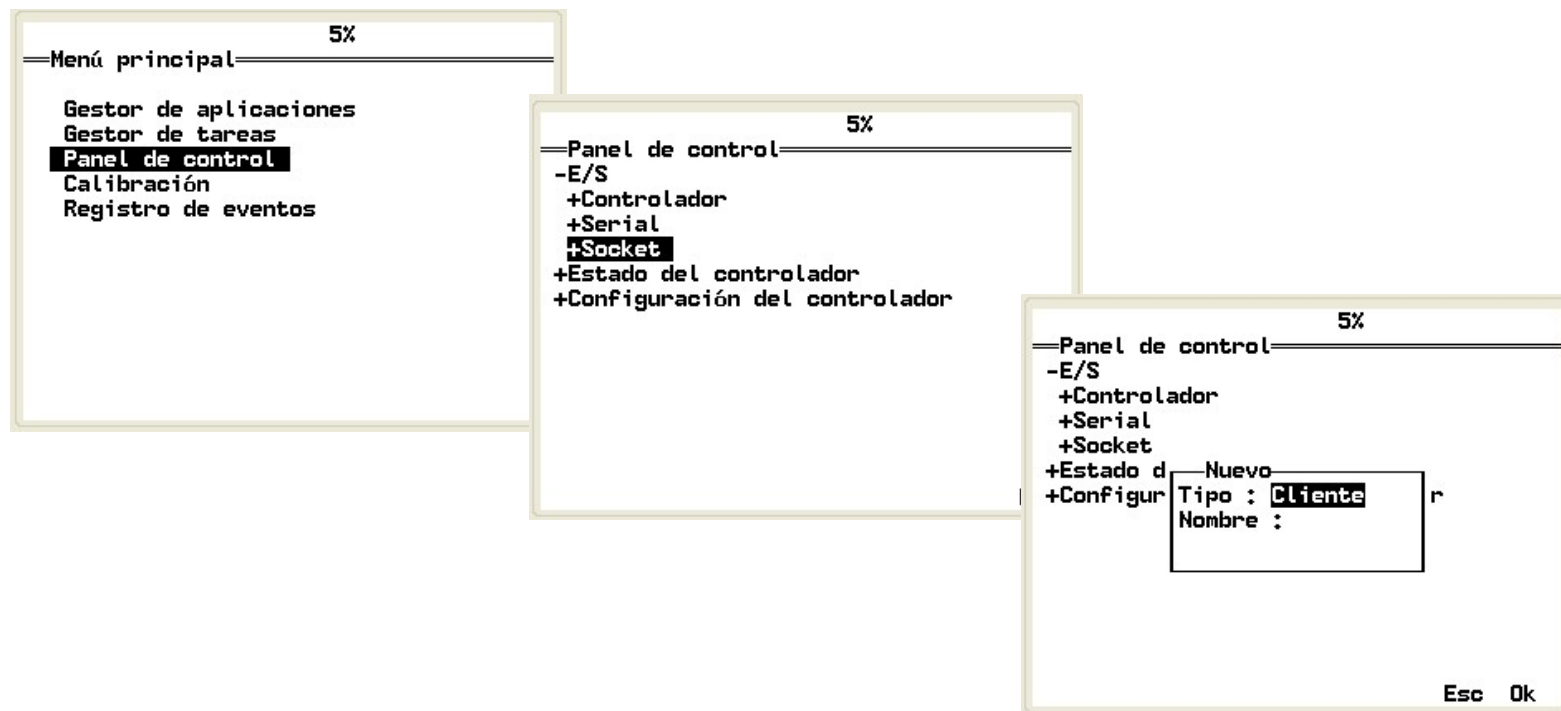 5%
Menú principal
Gestor de aplicaciones
Gestor de tareas
Panel de control
Calibración
Registro de eventos
5%
Panel de control
-E/S
+Controlador
+Serial
+Socket
+Estado del controlador
+Configuración del controlador
5%
Panel de control
-E/S
+Controlador
+Serial
+Socket
+Estado d
+Configur r
Nuevo
Tipo : Cliente
Nombre :
Esc Ok